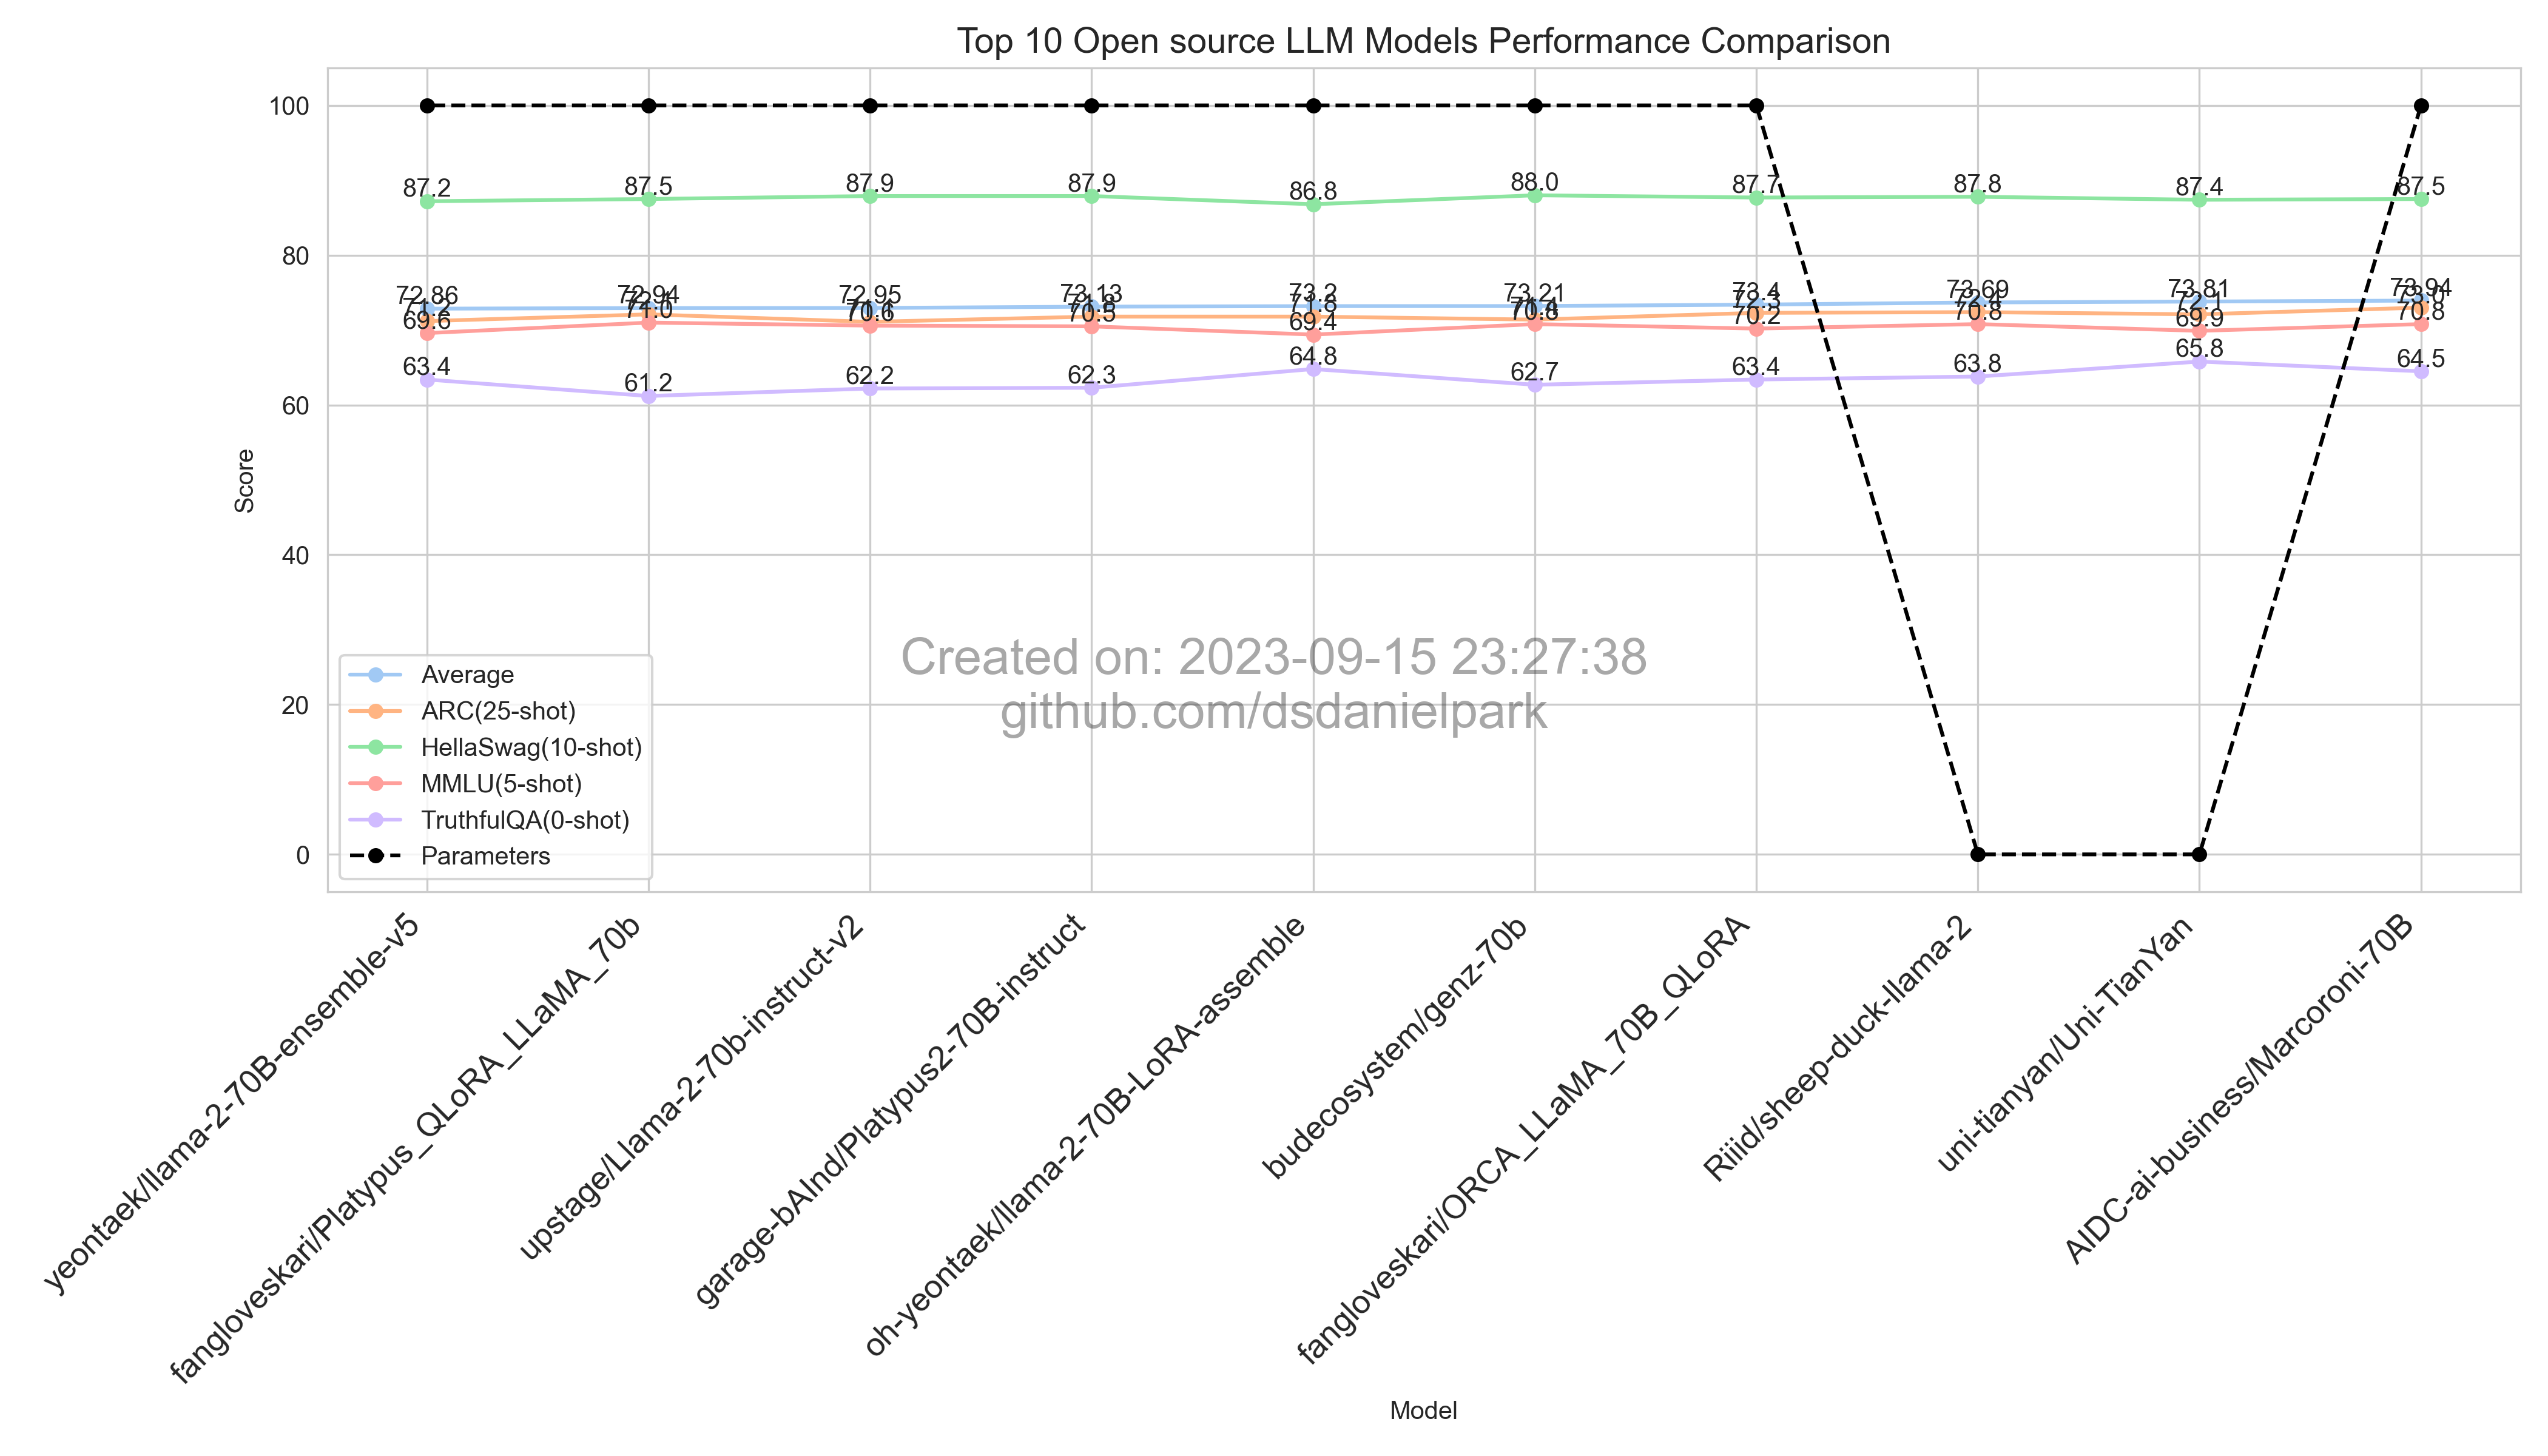 Top 10 Open source LLM Models Performance Comparison
100
80
60
40
20
0
Score
87.2
87.5
87.9
87.9
86.8
88.0
87.7
87.8
87.4
87.5
72.86
72.94
72.95
73.13
73.2
73.21
73.4
73.69
73.81
73.94
71.2
71.8
71.8
71.4
72.3
72.4
72.1
73.0
69.6
71.0
70.6
70.5
69.4
70.8
70.2
70.8
69.9
70.8
63.4
61.2
62.2
62.3
64.8
62.7
63.4
63.8
65.8
64.5
Created on: 2023-09-15 23:27:38
github.com/dsdanielpark
Average
ARC(25-shot)
HellaSwag(10-shot)
MMLU(5-shot)
TruthfulQA(0-shot)
Parameters
yeontaek/llama-2-70B-ensemble-v5
fangloveskari/Platypus_QLoRA_LLaMA_70b
upstage/Llama-2-70b-instruct-v2
garage-bAInd/Platypus2-70B-instruct
oh-yeontaek/llama-2-70B-LoRA-assemble
budecosystem/genz-70b
fangloveskari/ORCA_LLaMA_70B_QLoRA
Riiid/sheep-duck-llama-2
uni-tianyan/Uni-TianYan
AIDC-ai-business/Marcoroni-70B
Model